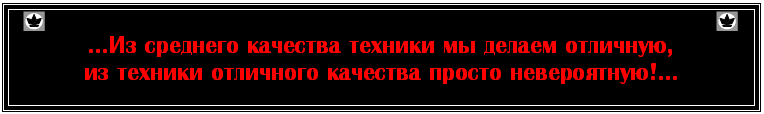 ...Из среднего качества техники мы делаем отличную,
из техники отличного качества просто невероятную!...